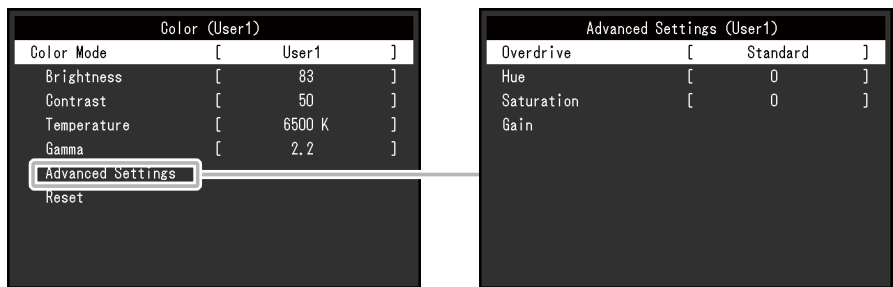 Color (User1)
Color Mode [ User1 ]
Brightness [ 83 ]
Contrast [ 50 ]
Temperature [ 6500 K ]
Gamma [ 2.2 ]
Advanced Settings
Reset
Advanced Settings (User1)
Overdrive [ Standard ]
Hue [ 0 ]
Saturation [ 0 ]
Gain